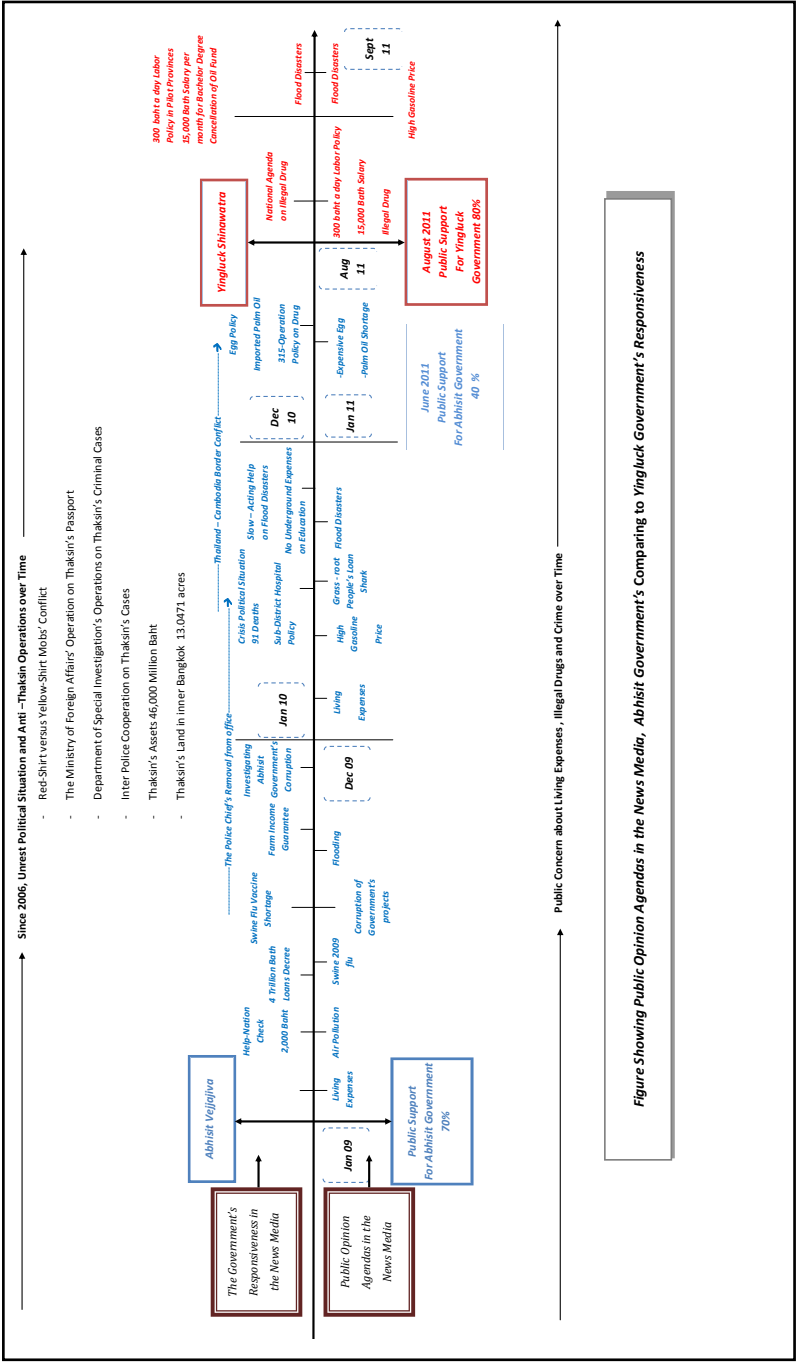 Since 2006, Unrest Political Situation and Anti –Thaksin Operations over Time
- Red-Shirt versus Yellow-Shirt Mobs’ Conflict
- The Ministry of Foreign Affairs’ Operation on Thaksin’s Passport
- Department of Special Investigation’s Operations on Thaksin’s Criminal Cases
- Inter Police Cooperation on Thaksin’s Cases
- Thaksin’s Assets 46,000 Million Baht
- Thaksin’s Land in inner Bangkok 13.0471 acres
The Government’s
Responsiveness in
the News Media
Abhisit Vejjajiva
Help-Nation
Check
2,000 Baht
4 Trillion Bath
Loans Decree
Swine Flu Vaccine
Shortage
The Police Chief’s Removal from office
Farm Income
Guarantee
Investigating
Abhisit
Government’s
Corruption
Jan 10
Crisis Political Situation
91 Deaths
Sub-District Hospital
Policy
Thailand – Cambodia Border Conflict
Slow – Acting Help
on Flood Disasters
No Underground Expenses
on Education
Dec
10
Egg Policy
Imported Palm Oil
315-Operation
Policy on Drug
Yingluck Shinawatra
National Agenda
on Illegal Drug
300 baht a day Labor
Policy in Pilot Provinces
15,000 Bath Salary per
month for Bachelor Degree
Cancellation of Oil Fund
Flood Disasters
Public Opinion
Agendas in the
News Media
Jan 09
Public Support
For Abhisit Government
70%
Living
Expenses
Air Pollution
Swine 2009
flu
Corruption of
Government’s
projects
Flooding
Dec 09
Living
Expenses
High
Gasoline
Price
Grass - root
People’s Loan
Shark
Flood Disasters
Jan 11
-Expensive Egg
-Palm Oil Shortage
June 2011
Public Support
For Abhisit Government
40 %
Aug
11
August 2011
Public Support
For Yingluck
Government 80%
300 baht a day Labor Policy
15,000 Bath Salary
Illegal Drug
Flood Disasters
High Gasoline Price
Sept
11
Public Concern about Living Expenses , Illegal Drugs and Crime over Time
Figure Showing Public Opinion Agendas in the News Media, Abhisit Government’s Comparing to Yingluck Government’s Responsiveness